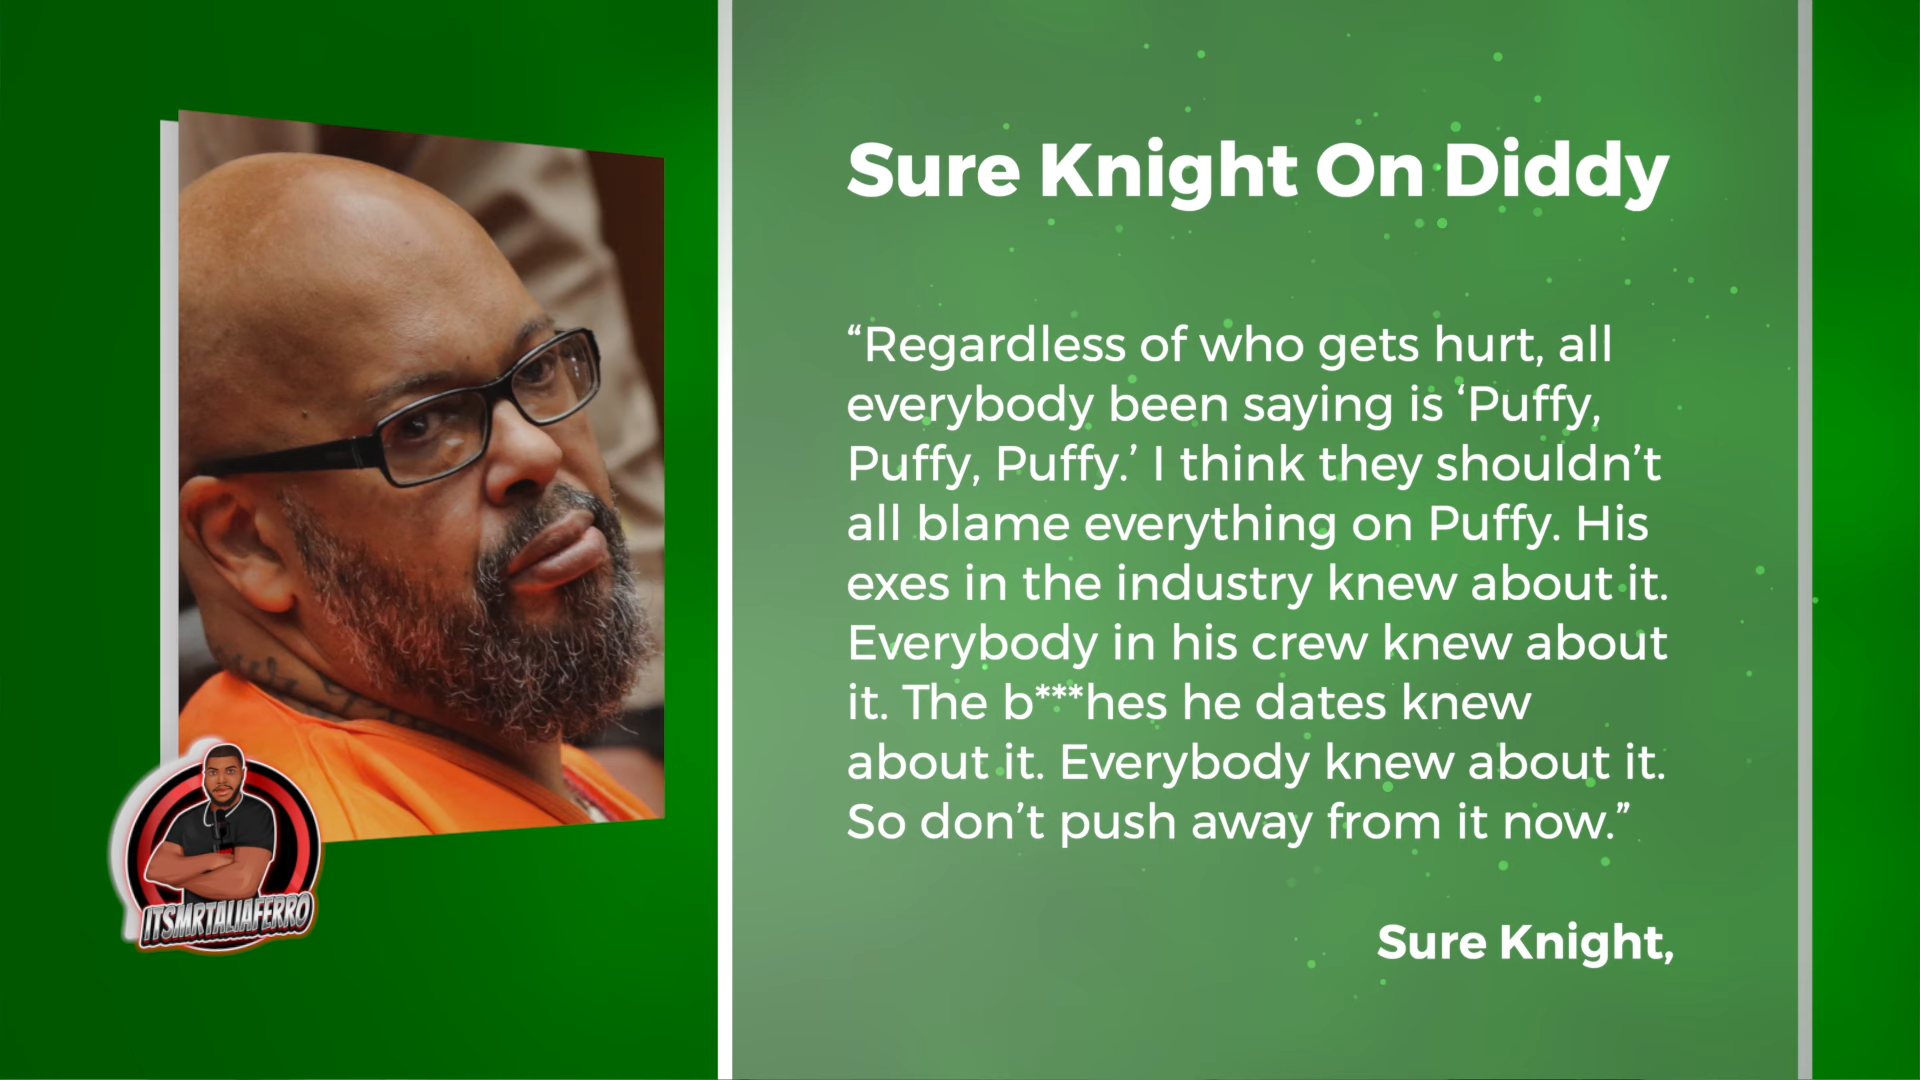 Sure Knight On Diddy
“Regardless of who gets hurt, all
everybody been saying is ‘Puffy,
Puffy, Puffy.’ I think they shouldn’t
all blame everything on Puffy. His
exes in the industry knew about it.
Everybody in his crew knew about
it. The b***hes he dates knew
about it. Everybody knew about it.
So don’t push away from it now.”
Sure Knight,
ITSMRTALIAFERRO